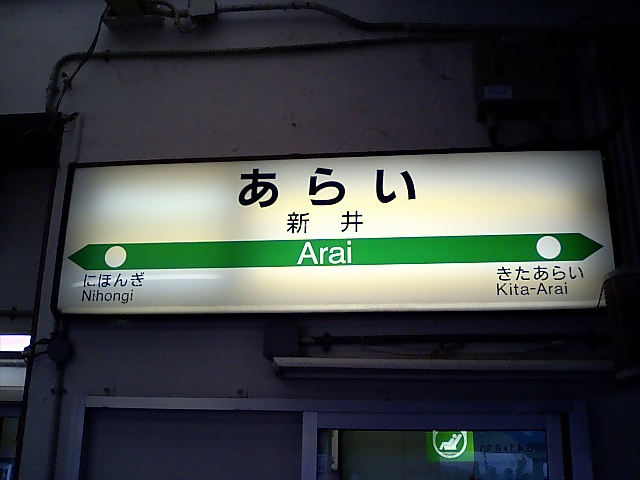 あらい
新井
Arai
にほんぎ
Nihongi
きたあらい
Kita-Arai